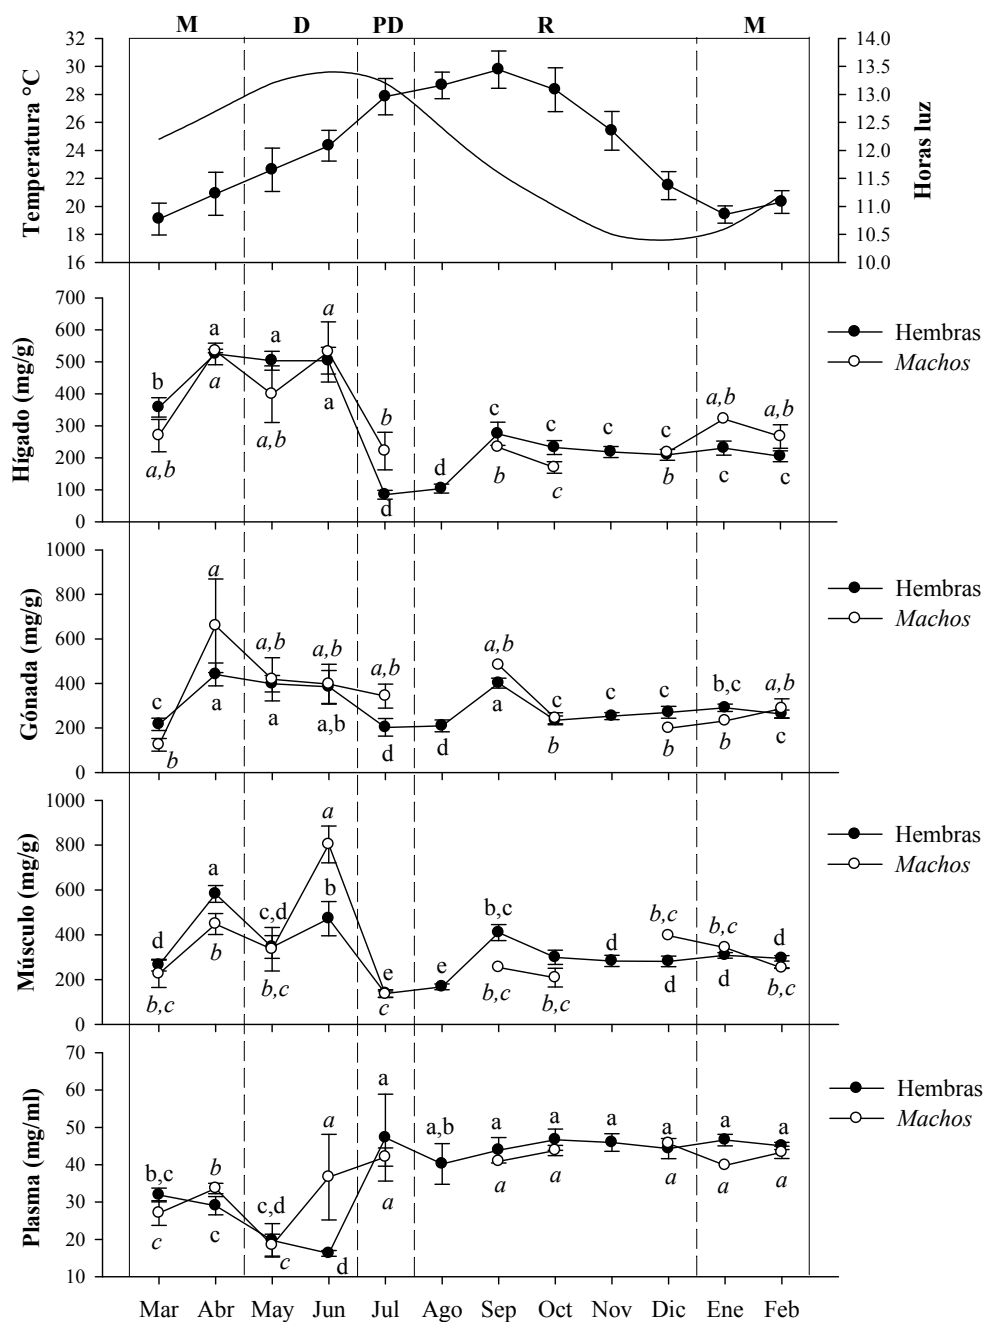 M D PD R M
32 14.0
30 13.5
28 13.0
26 12.5
24 12.0
22 11.5
20 11.0
18 10.5
16 10.0
Temperatura °C
Horas luz
700
600
500
400
300
200
100
0
Hígado (mg/g)
a a a
b c c c c a,b a,b
b
a a
a,b a,b d b c b c c
d
Hembras
Machos
1000
800
600
400
200
0
Gónada (mg/g)
a
a,b a,b a,b a,b
c c c c b,c a,b
a a a,b d d a b b b c
b
Hembras
Machos
1000
800
600
400
200
0
Músculo (mg/g)
a
a b
d c,d e e b,c d b,c b,c d
b
b,c b,c c b,c b,c d d b,c
Hembras
Machos
70
60
50
40
30
20
10
Plasma (mg/ml)
a
b,c b c,d a a,b a a a a a a
c c c d a a a a a a
Hembras
Machos
Mar Abr May Jun Jul Ago Sep Oct Nov Dic Ene Feb